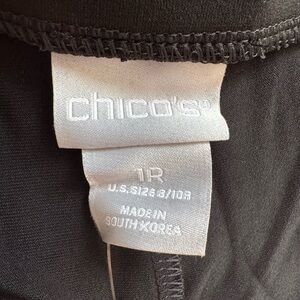 chico's®
1R
U.S. SIZE 8/10R
MADE IN
SOUTH KOREA